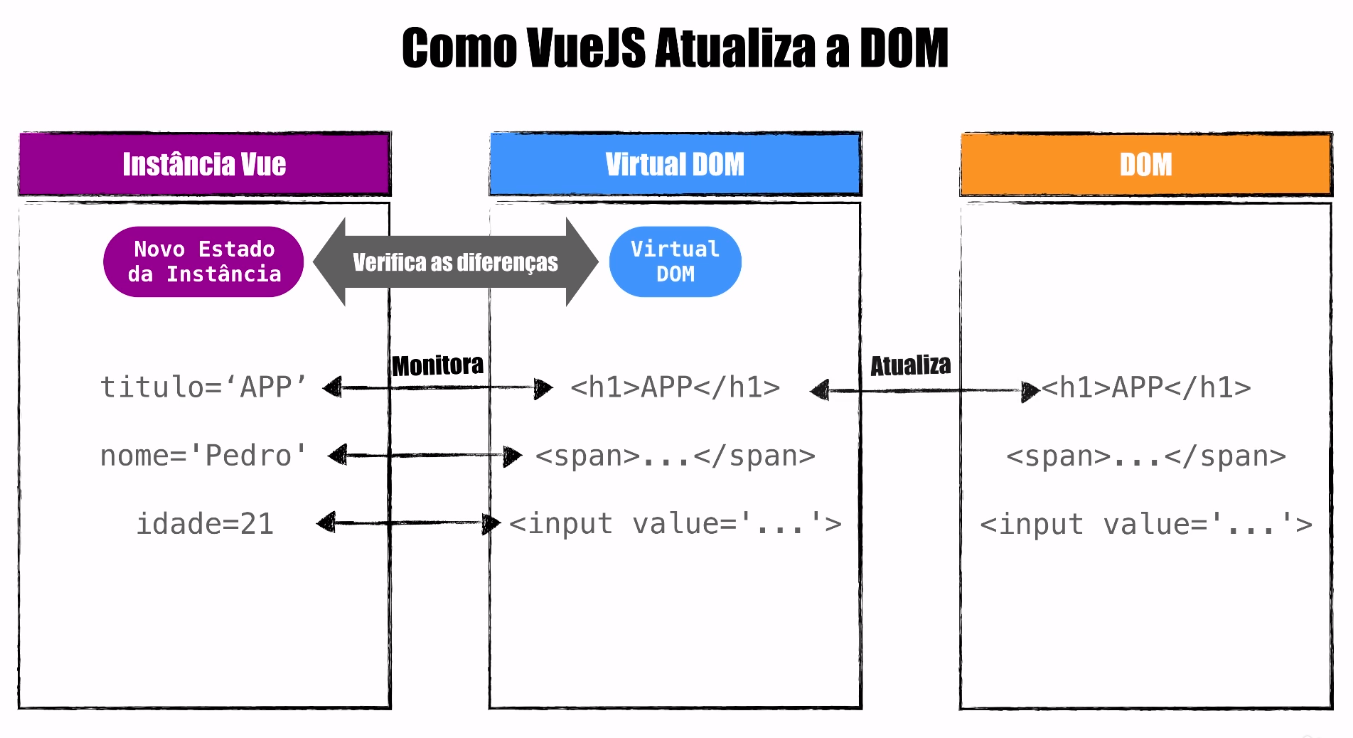 Como VueJS Atualiza a DOM
Instância Vue
Virtual DOM
DOM
Novo Estado
da Instância
Verifica as diferenças
Virtual
DOM
Monitora
Atualiza
titulo=‘APP’
<h1>APP</h1>
<h1>APP</h1>
nome='Pedro'
<span>...</span>
<span>...</span>
idade=21
<input value='...'>
<input value='...'>